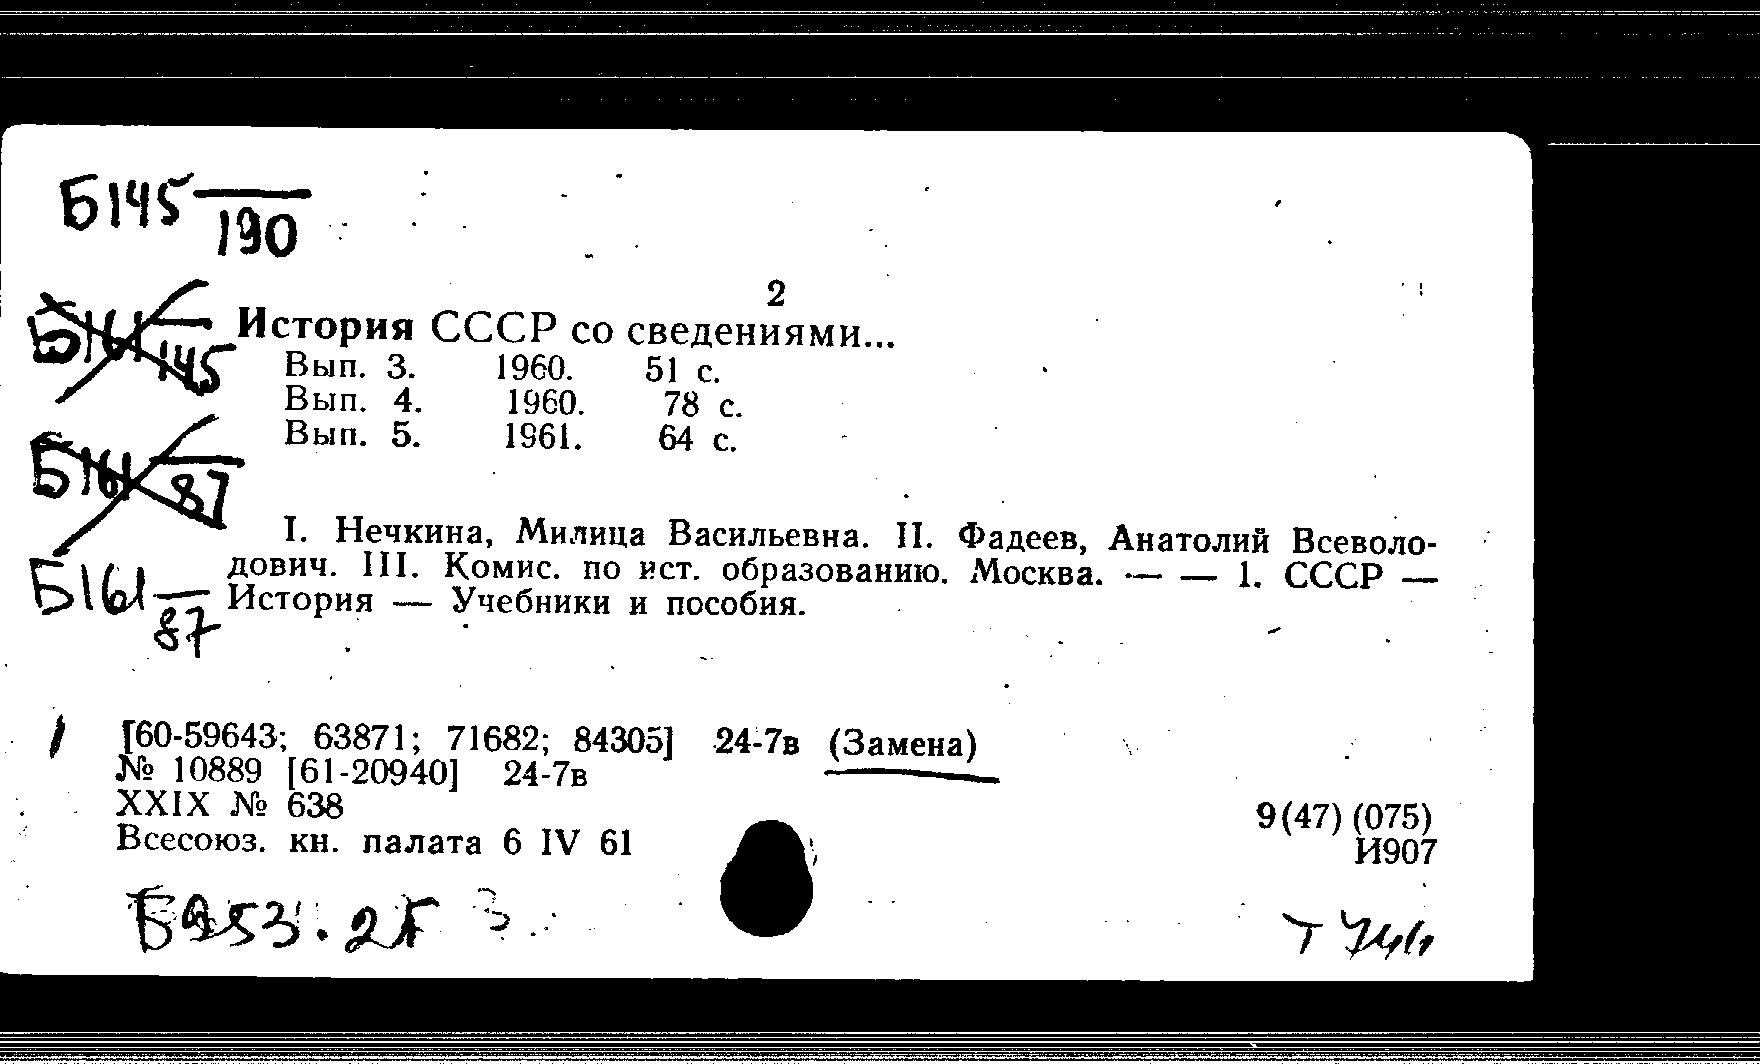 Б145
190
2
Б161
145
История СССР со сведениями...
Вып. 3. 1960. 51 с.
Вып. 4. 1960. 78 с.
Вып. 5. 1961. 64 с.
Б161
87
I. Нечкина, Милица Васильевна. II. Фадеев, Анатолий Всеволо-
дович. III. Комис. по ист. образованию. Москва. — — 1. СССР —
История — Учебники и пособия.
Б161
87
[60-59643; 63871; 71682; 84305] 24-7в (Замена)
№ 10889 [61-20940] 24-7в
XXIX № 638
Всесоюз. кн. палата 6 IV 61
9(47)(075)
И907